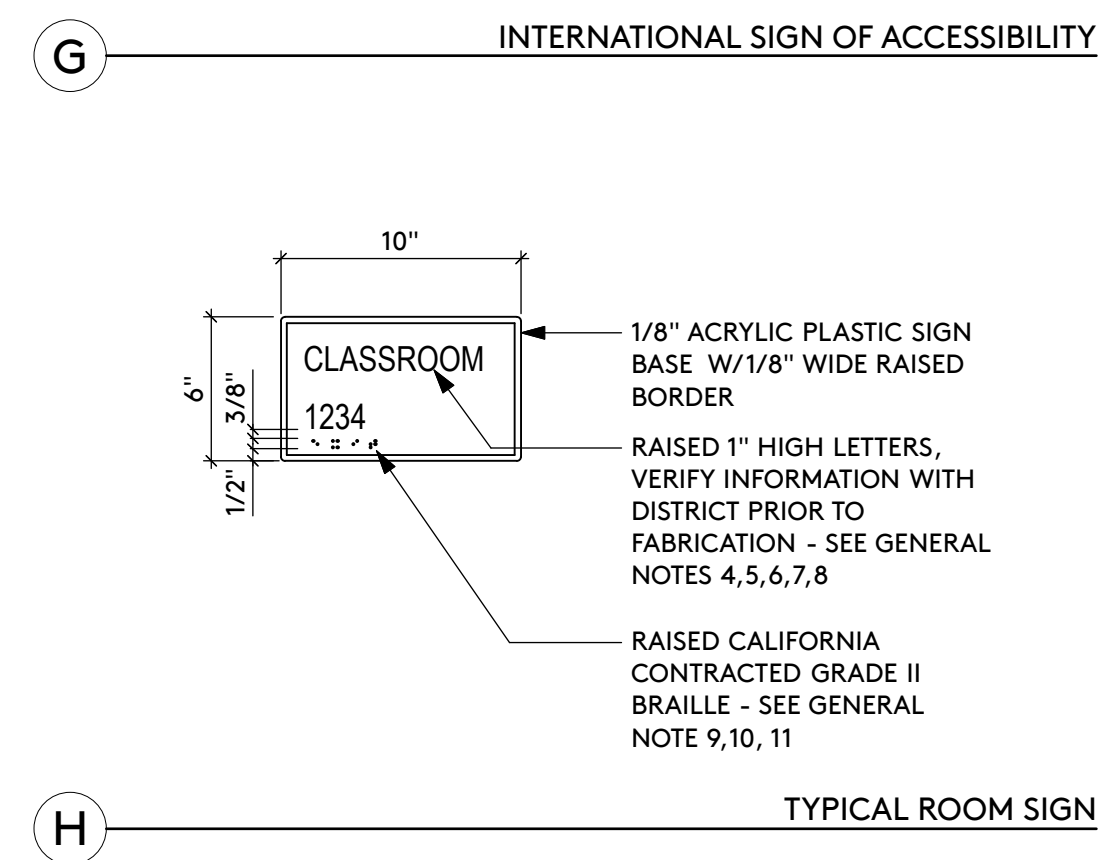 G
INTERNATIONAL SIGN OF ACCESSIBILITY
10"
6"
3/8"
1/2"
CLASSROOM
1234
1/8" ACRYLIC PLASTIC SIGN
BASE W/1/8" WIDE RAISED
BORDER
RAISED 1" HIGH LETTERS,
VERIFY INFORMATION WITH
DISTRICT PRIOR TO
FABRICATION - SEE GENERAL
NOTES 4,5,6,7,8
RAISED CALIFORNIA
CONTRACTED GRADE II
BRAILLE - SEE GENERAL
NOTE 9,10, 11
H
TYPICAL ROOM SIGN